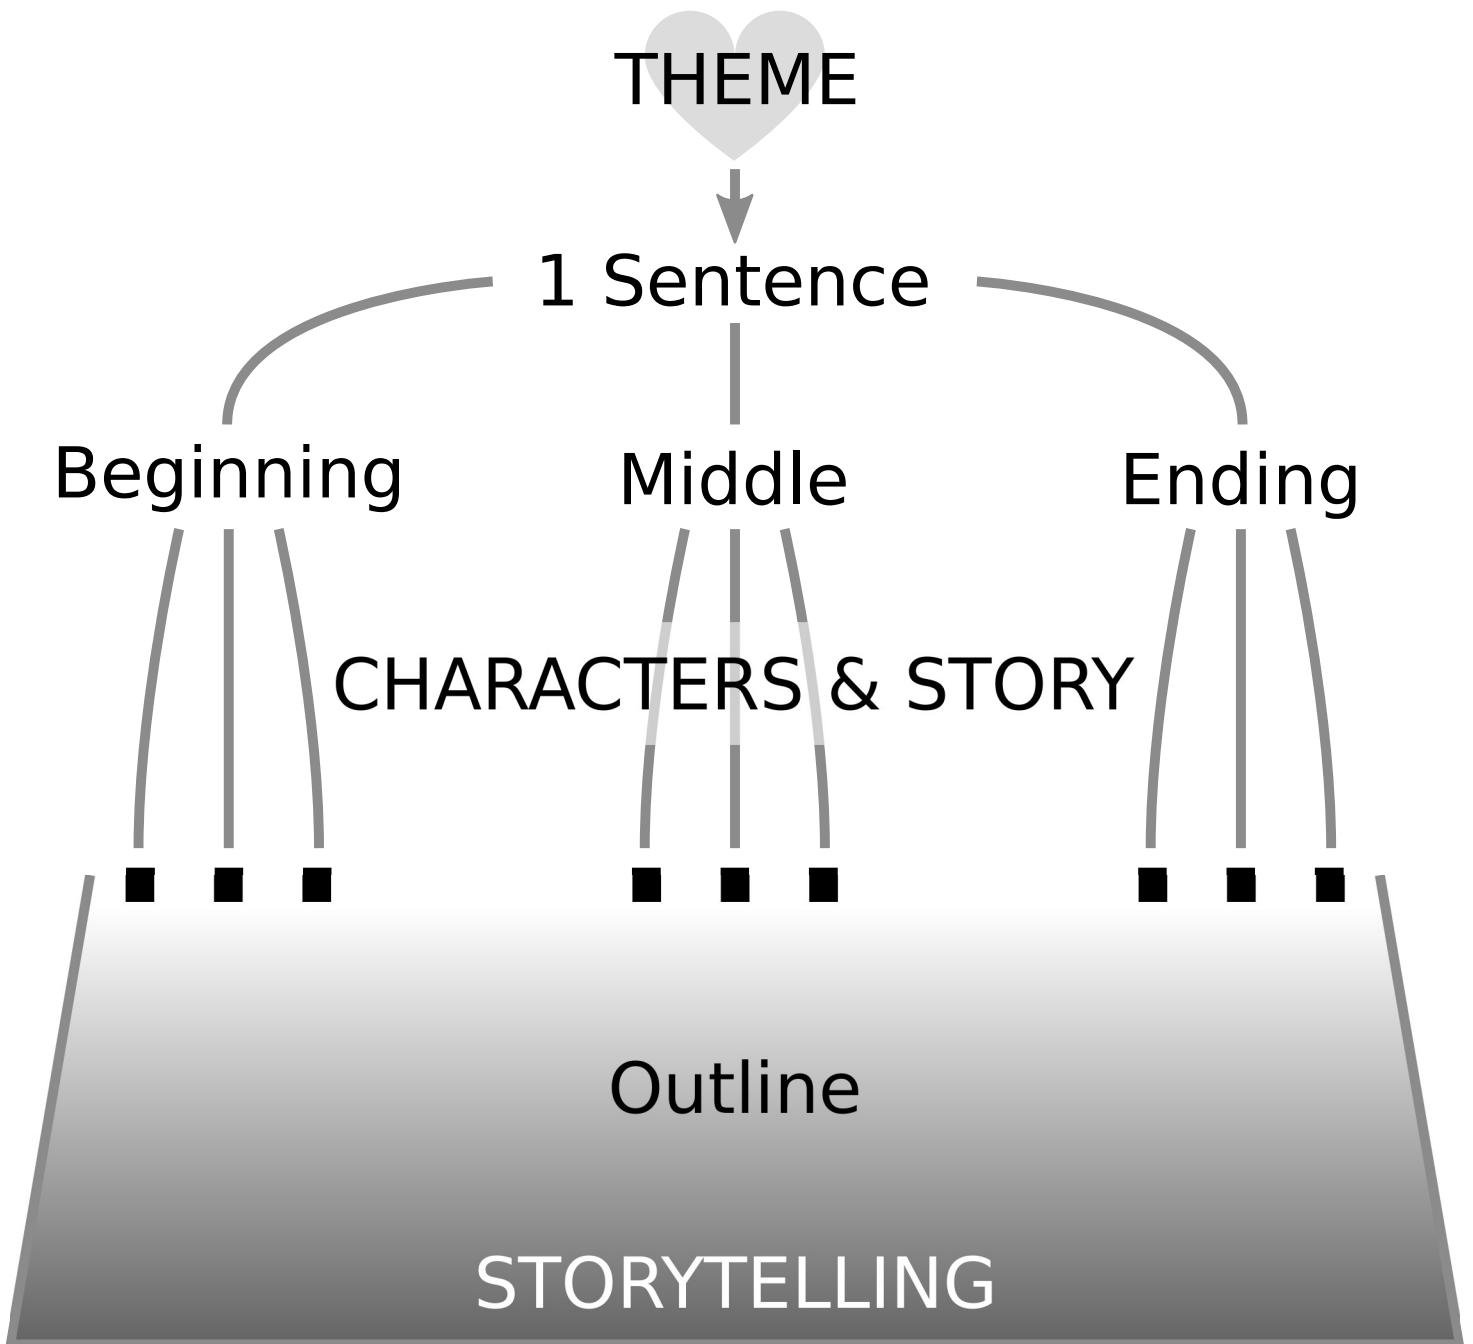 THEME
1 Sentence
Beginning
Middle
Ending
CHARACTERS & STORY
Outline
STORYTELLING